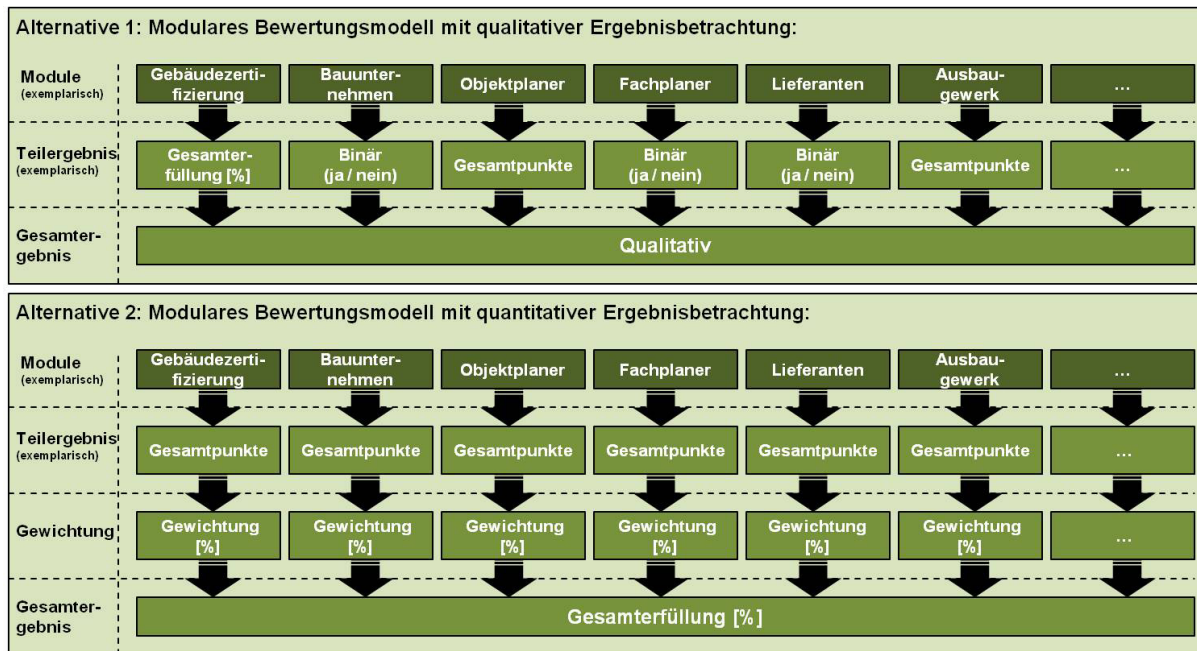 Alternative 1: Modulares Bewertungsmodell mit qualitativer Ergebnisbetrachtung:
Module
(exemplarisch)
Gebäudezerti-
fizierung
Bauunter-
nehmen
Objektplaner
Fachplaner
Lieferanten
Ausbau-
gewerk
...
Teilergebnis
(exemplarisch)
Gesamter-
füllung [%]
Binär
(ja / nein)
Gesamtpunkte
Binär
(ja / nein)
Binär
(ja / nein)
Gesamtpunkte
...
Gesamter-
gebnis
Qualitativ
Alternative 2: Modulares Bewertungsmodell mit quantitativer Ergebnisbetrachtung:
Module
(exemplarisch)
Gebäudezerti-
fizierung
Bauunter-
nehmen
Objektplaner
Fachplaner
Lieferanten
Ausbau-
gewerk
...
Teilergebnis
(exemplarisch)
Gesamtpunkte
Gesamtpunkte
Gesamtpunkte
Gesamtpunkte
Gesamtpunkte
Gesamtpunkte
...
Gewichtung
Gewichtung
[%]
Gewichtung
[%]
Gewichtung
[%]
Gewichtung
[%]
Gewichtung
[%]
Gewichtung
[%]
...
Gesamter-
gebnis
Gesamterfüllung [%]